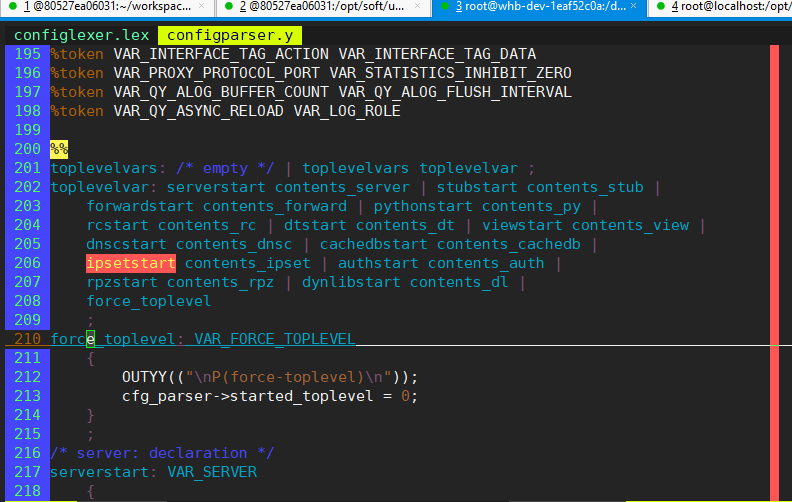 1 @80527ea06031:~/workspac... × 2 @80527ea06031:/opt/soft/u... × 3 root@whb-dev-1eaf52c0a:/d... × 4 root@localhost:/opt/
configlexer.lex configparser.y
195 %token VAR_INTERFACE_TAG_ACTION VAR_INTERFACE_TAG_DATA
196 %token VAR_PROXY_PROTOCOL_PORT VAR_STATISTICS_INHIBIT_ZERO
197 %token VAR_QY_ALOG_BUFFER_COUNT VAR_QY_ALOG_FLUSH_INTERVAL
198 %token VAR_QY_ASYNC_RELOAD VAR_LOG_ROLE
199
200 %%
201 toplevelvars: /* empty */ | toplevelvars toplevelvar ;
202 toplevelvar: serverstart contents_server | stubstart contents_stub |
203     forwardstart contents_forward | pythonstart contents_py |
204     rcstart contents_rc | dtstart contents_dt | viewstart contents_view |
205     dnscstart contents_dnsc | cachedbstart contents_cachedb |
206     ipsetstart contents_ipset | authstart contents_auth |
207     rpzstart contents_rpz | dynlibstart contents_dl |
208     force_toplevel
209     ;
210 force_toplevel: VAR_FORCE_TOPLEVEL
211     {
212         OUTYY(("\nP(force-toplevel)\n"));
213         cfg_parser->started_toplevel = 0;
214     }
215     ;
216 /* server: declaration */
217 serverstart: VAR_SERVER
218     {